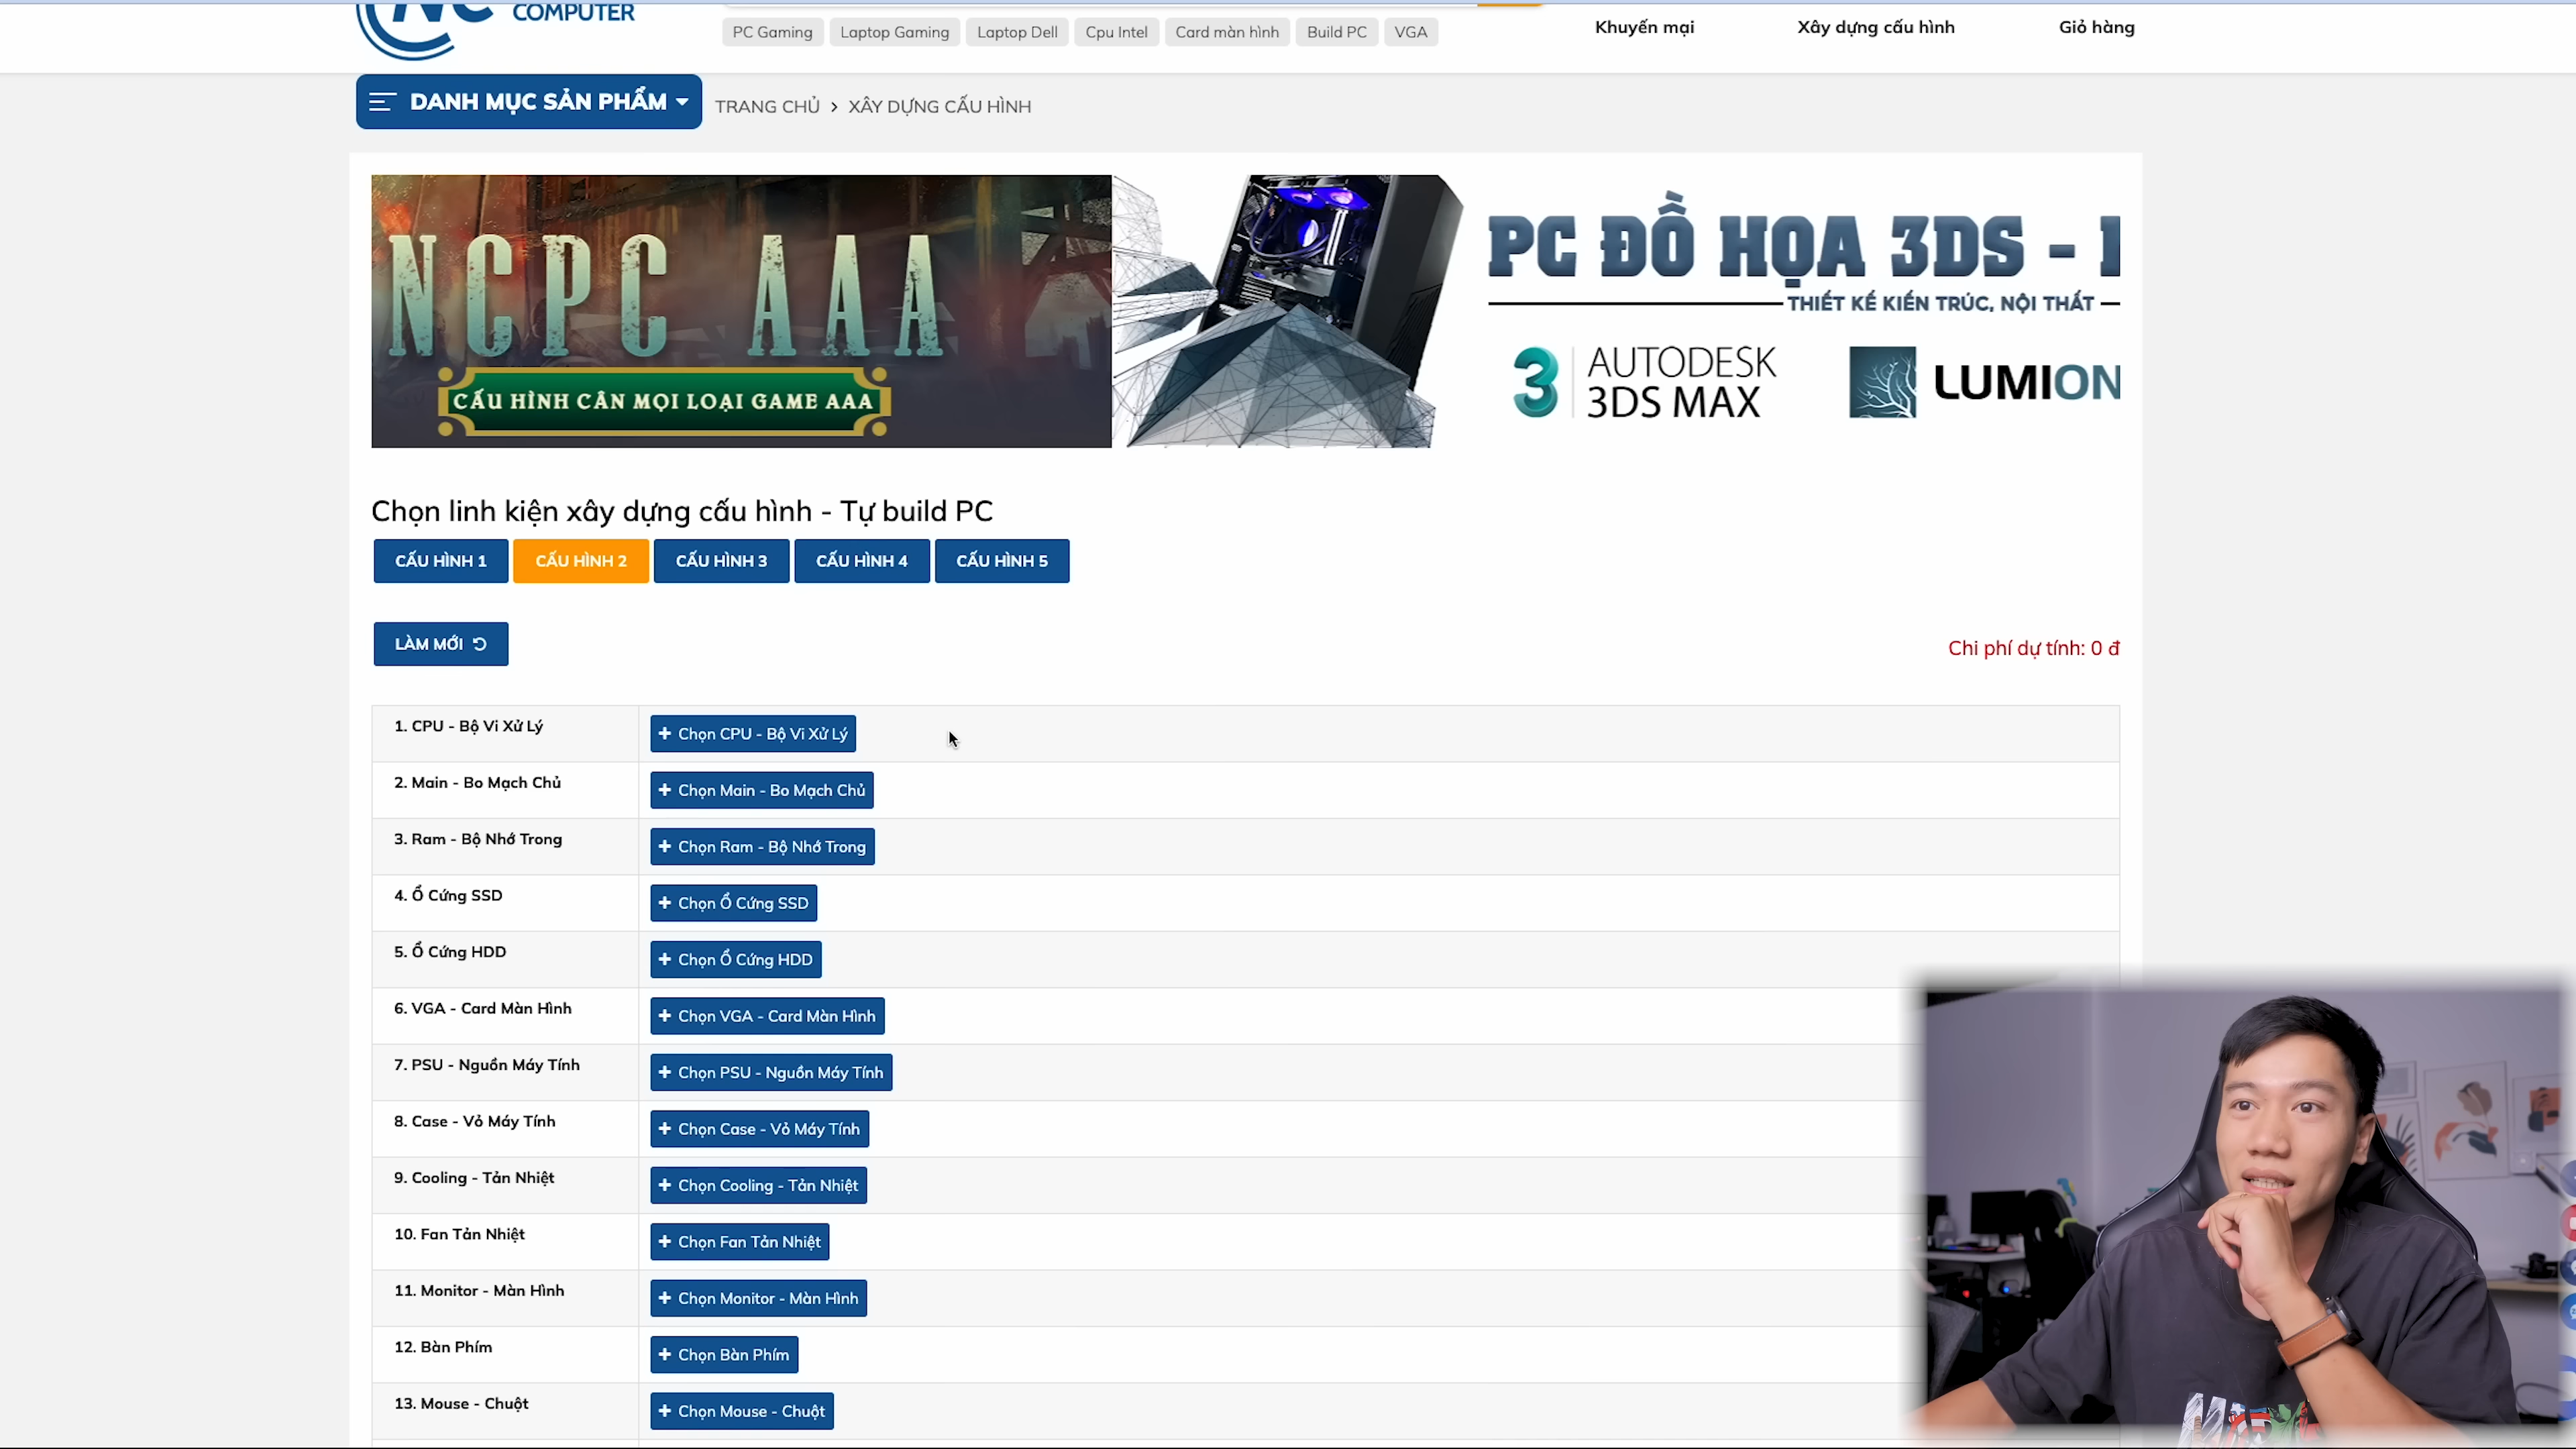 COMPUTER
PC Gaming
Laptop Gaming
Laptop Dell
Cpu Intel
Card màn hình
Build PC
VGA
Khuyến mại
Xây dựng cấu hình
Giỏ hàng
DANH MỤC SẢN PHẨM
TRANG CHỦ > XÂY DỰNG CẤU HÌNH
NCPC AAA
CẤU HÌNH CÂN MỌI LOẠI GAME AAA
PC ĐỒ HỌA 3DS -
THIẾT KẾ KIẾN TRÚC, NỘI THẤT
3
AUTODESK
3DS MAX
LUMION
Chọn linh kiện xây dựng cấu hình - Tự build PC
CẤU HÌNH 1
CẤU HÌNH 2
CẤU HÌNH 3
CẤU HÌNH 4
CẤU HÌNH 5
LÀM MỚI
Chi phí dự tính: 0 đ
1. CPU - Bộ Vi Xử Lý
+ Chọn CPU - Bộ Vi Xử Lý
2. Main - Bo Mạch Chủ
+ Chọn Main - Bo Mạch Chủ
3. Ram - Bộ Nhớ Trong
+ Chọn Ram - Bộ Nhớ Trong
4. Ổ Cứng SSD
+ Chọn Ổ Cứng SSD
5. Ổ Cứng HDD
+ Chọn Ổ Cứng HDD
6. VGA - Card Màn Hình
+ Chọn VGA - Card Màn Hình
7. PSU - Nguồn Máy Tính
+ Chọn PSU - Nguồn Máy Tính
8. Case - Vỏ Máy Tính
+ Chọn Case - Vỏ Máy Tính
9. Cooling - Tản Nhiệt
+ Chọn Cooling - Tản Nhiệt
10. Fan Tản Nhiệt
+ Chọn Fan Tản Nhiệt
11. Monitor - Màn Hình
+ Chọn Monitor - Màn Hình
12. Bàn Phím
+ Chọn Bàn Phím
13. Mouse - Chuột
+ Chọn Mouse - Chuột